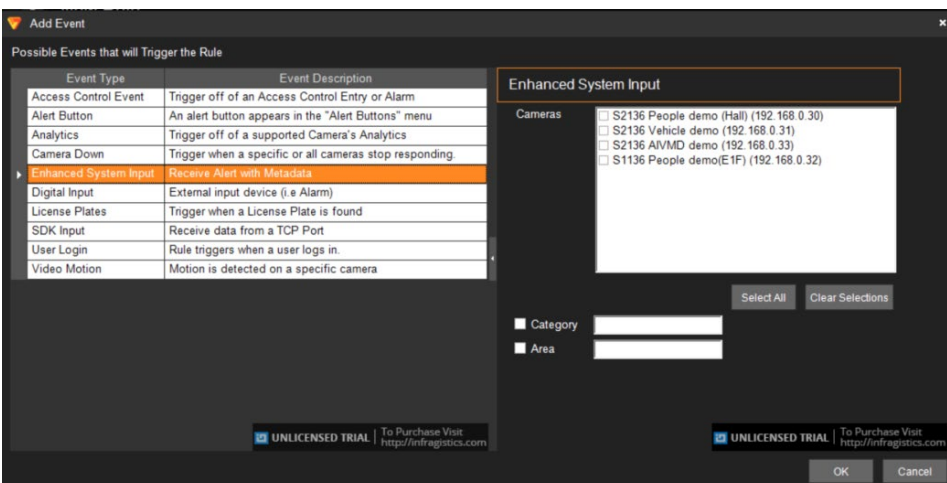 Add Event
Possible Events that will Trigger the Rule
Event Type Event Description
Access Control Event Trigger off of an Access Control Entry or Alarm
Alert Button An alert button appears in the "Alert Buttons" menu
Analytics Trigger off of a supported Camera's Analytics
Camera Down Trigger when a specific or all cameras stop responding.
Enhanced System Input Receive Alert with Metadata
Digital Input External input device (i.e Alarm)
License Plates Trigger when a License Plate is found
SDK Input Receive data from a TCP Port
User Login Rule triggers when a user logs in.
Video Motion Motion is detected on a specific camera
UNLICENSED TRIAL To Purchase Visit
http://infragistics.com
Enhanced System Input
Cameras
S2136 People demo (Hall) (192.168.0.30)
S2136 Vehicle demo (192.168.0.31)
S2136 AIVMD demo (192.168.0.33)
S1136 People demo(E1F) (192.168.0.32)
Select All Clear Selections
Category
Area
UNLICENSED TRIAL To Purchase Visit
http://infragistics.com
OK Cancel